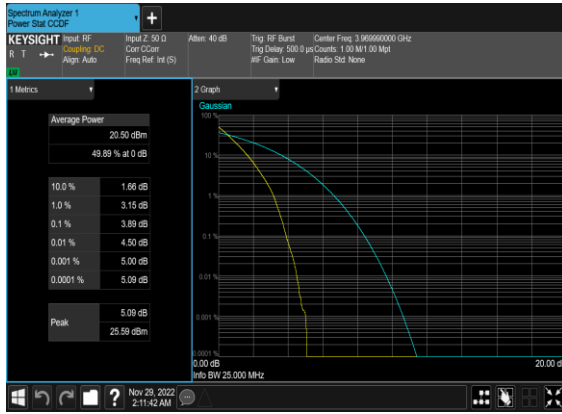 Spectrum Analyzer 1
Power Stat CCDF
+
KEYSIGHT Input: RF Input Z: 50 Ω Atten: 40 dB Trig: RF Burst Center Freq: 3.969990000 GHz
R T Coupling: DC Corr CCorr Trig Delay: 500.0 µs Counts: 1.00 M/1.00 Mpt
Align: Auto Freq Ref: Int (S) #IF Gain: Low Radio Std: None
1 Metrics
2 Graph
Average Power
20.50 dBm
49.89 % at 0 dB
10.0 % 1.66 dB
1.0 % 3.15 dB
0.1 % 3.89 dB
0.01 % 4.50 dB
0.001 % 5.00 dB
0.0001 % 5.09 dB
Peak 5.09 dB
25.59 dBm
Gaussian
100 %
10 %
1 %
0.1 %
0.01 %
0.001 %
0.0001 %
0.00 dB 20.00 d
Info BW 25.000 MHz
? Nov 29, 2022
2:11:42 AM